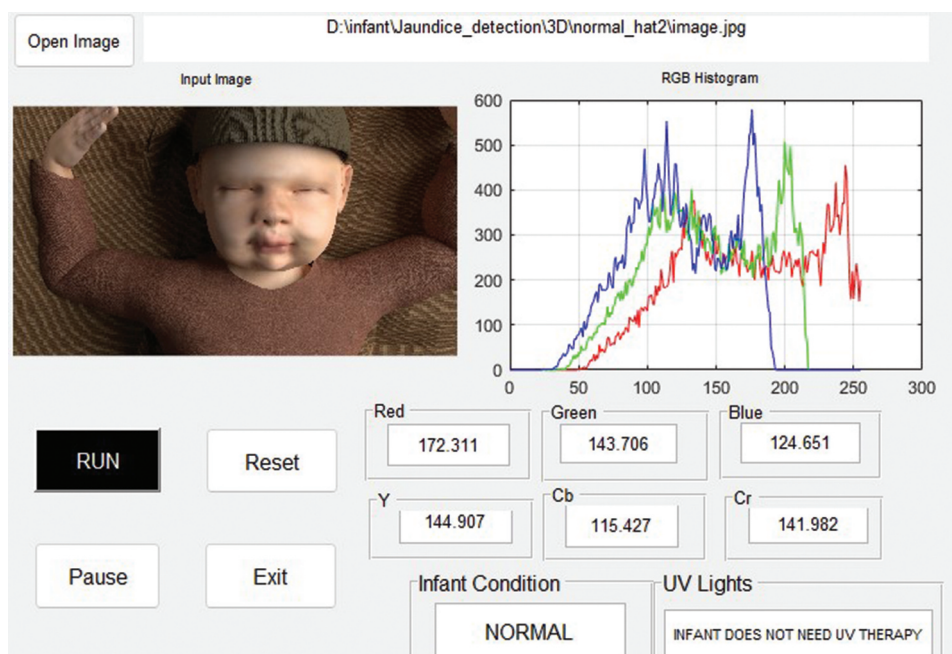 Open Image
D:\infant\Jaundice_detection\3D\normal_hat2\image.jpg
Input Image
RGB Histogram
600
500
400
300
200
100
0
0 50 100 150 200 250 300
Red Green Blue
172.311 143.706 124.651
RUN Reset
Y Cb Cr
144.907 115.427 141.982
Pause Exit
Infant Condition UV Lights
NORMAL INFANT DOES NOT NEED UV THERAPY